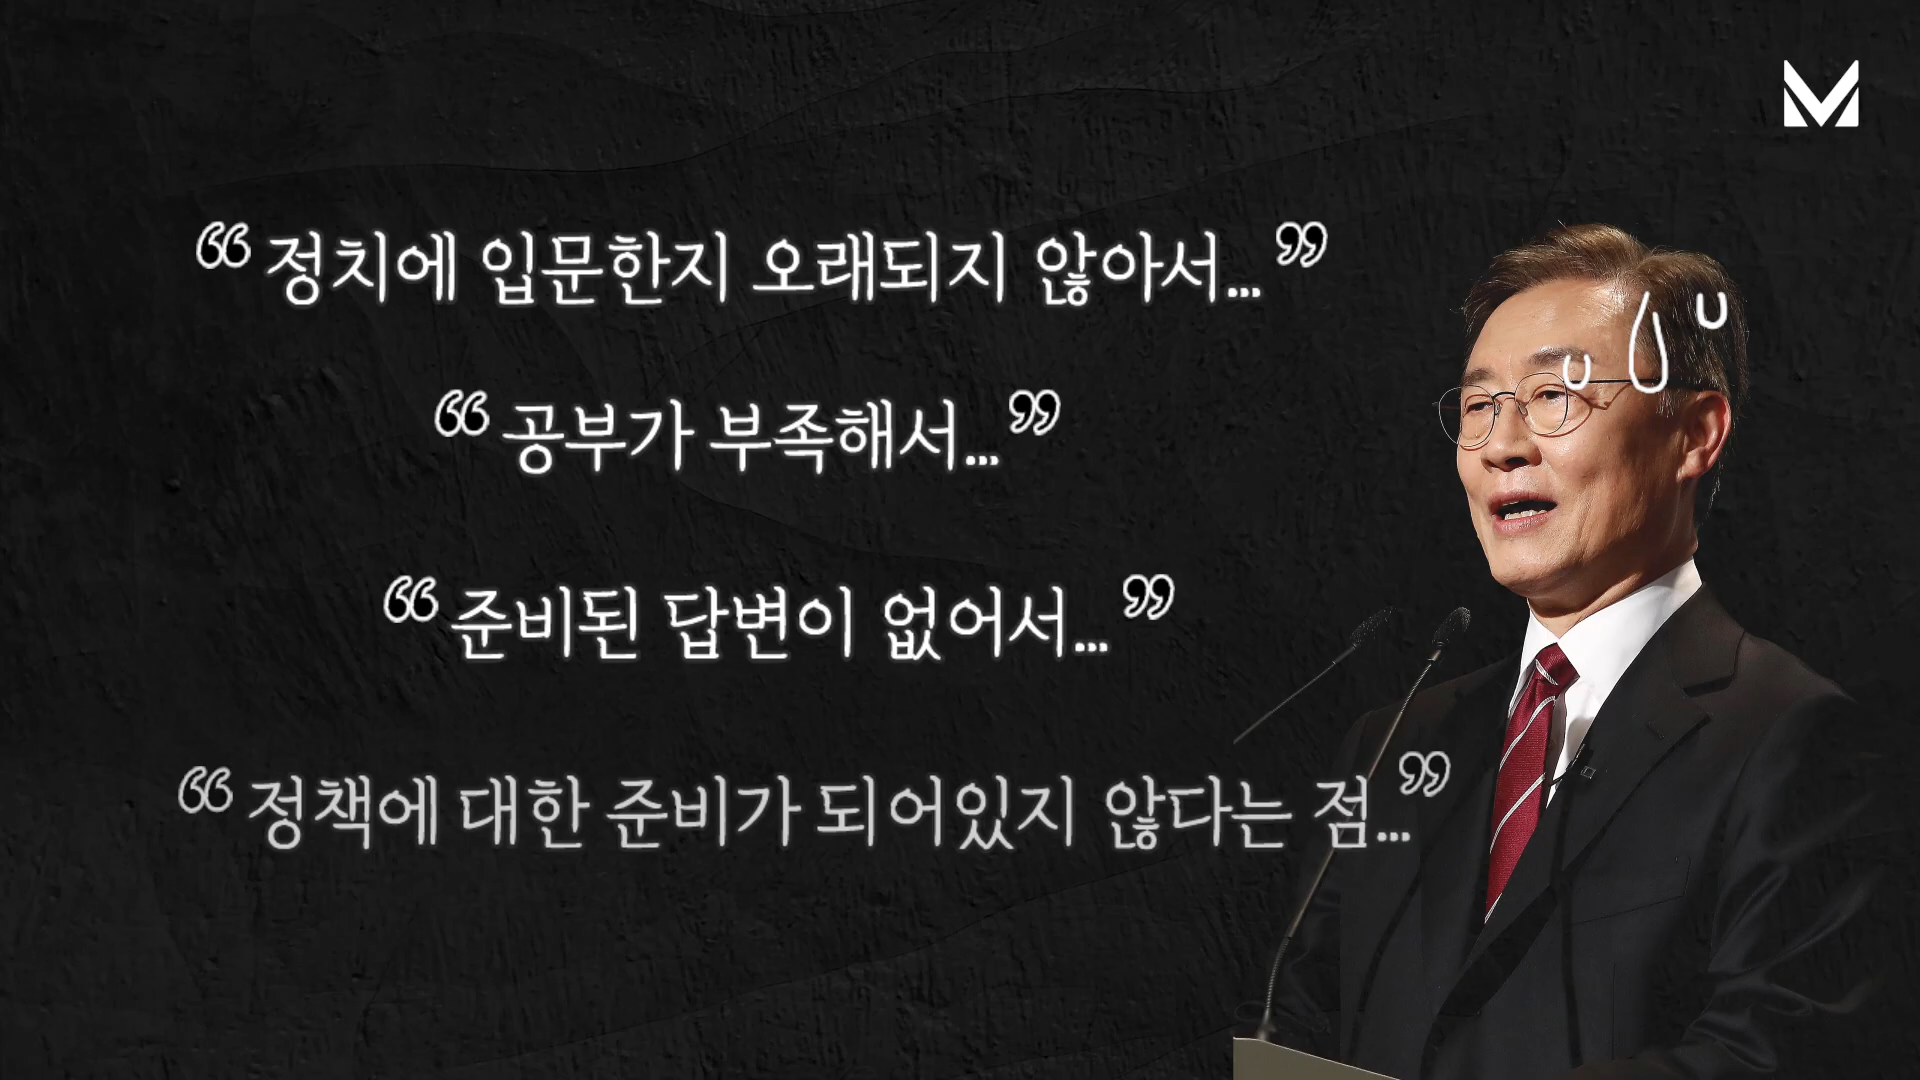 “정치에 입문한지 오래되지 않아서...”
“공부가 부족해서...”
“준비된 답변이 없어서...”
“정책에 대한 준비가 되어있지 않다는 점...”